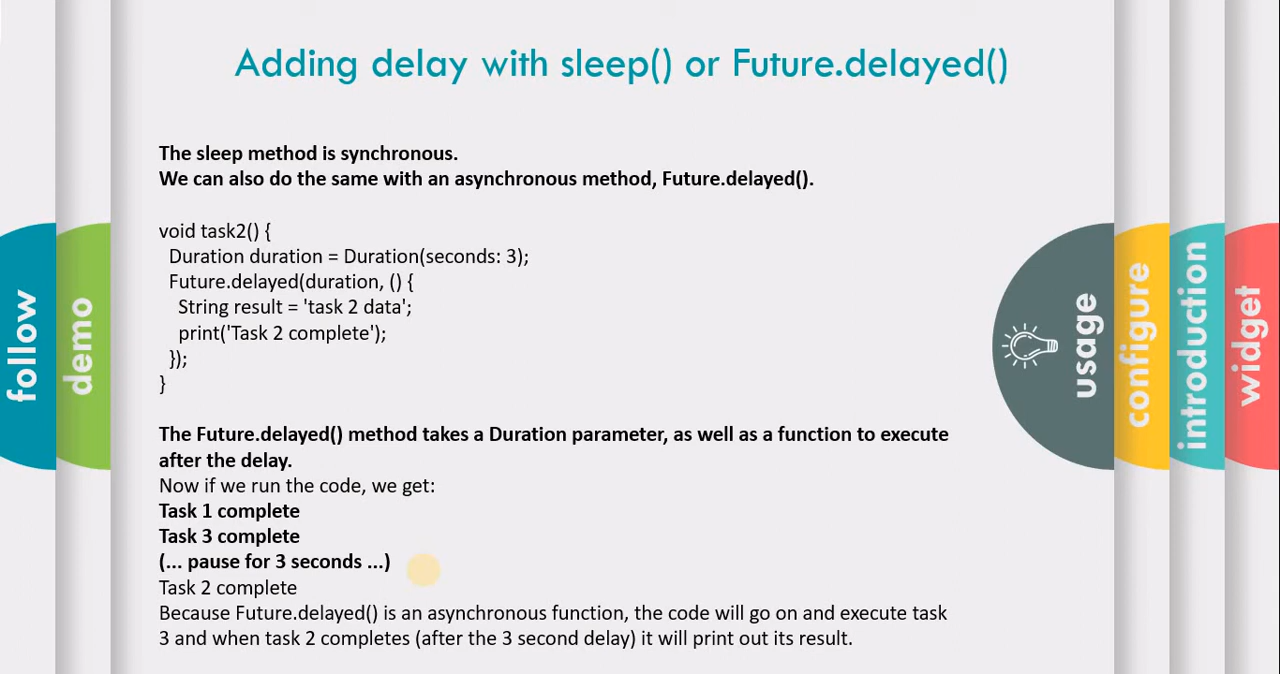 Adding delay with sleep() or Future.delayed()
The sleep method is synchronous.
We can also do the same with an asynchronous method, Future.delayed().
void task2() {
Duration duration = Duration(seconds: 3);
Future.delayed(duration, () {
String result = 'task 2 data';
print('Task 2 complete');
});
}
The Future.delayed() method takes a Duration parameter, as well as a function to execute
after the delay.
Now if we run the code, we get:
Task 1 complete
Task 3 complete
(... pause for 3 seconds ...)
Task 2 complete
Because Future.delayed() is an asynchronous function, the code will go on and execute task
3 and when task 2 completes (after the 3 second delay) it will print out its result.
follow
demo
usage
configure
introduction
widget